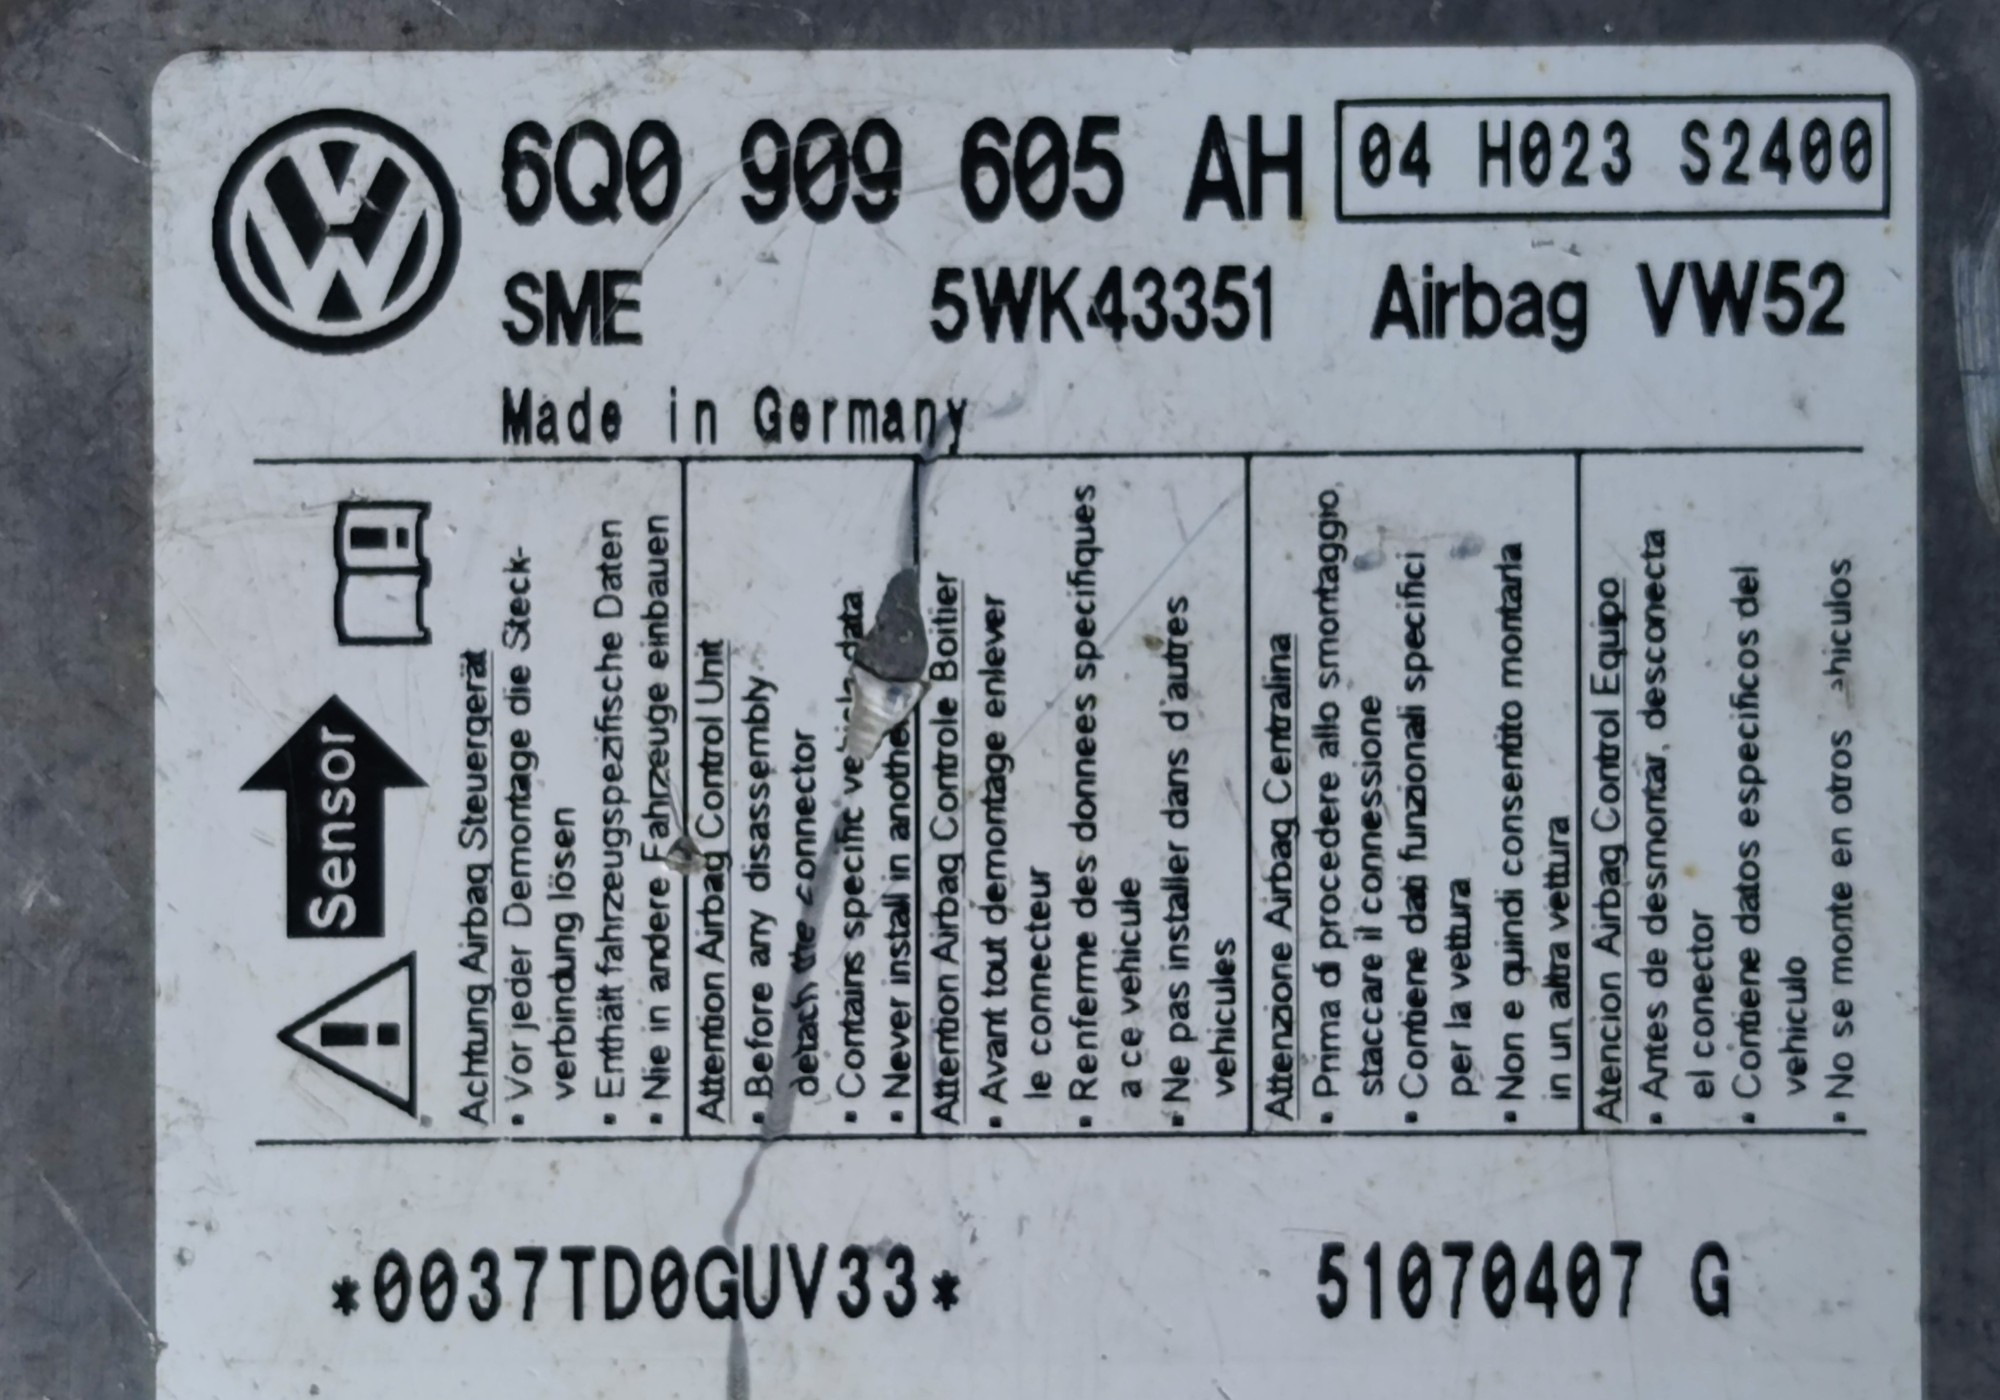 6Q0 909 605 AH 04 H023 S2400
SME 5WK43351 Airbag VW52
Made in Germany
Sensor
Achtung Airbag Steuergerät
• Vor jeder Demontage die Steck-
verbindung lösen
• Enthält fahrzeugspezifische Daten
• Nie in andere Fahrzeuge einbauen
Attention Airbag Control Unit
• Before any disassembly
detach the connector
• Contains specific data
• Never install in
Attention Airbag Controle Boitier
• Avant tout demontage enlever
le connecteur
• Renferme des donnees specifiques
a ce vehicule
• Ne pas installer dans d'autres
vehicules
Attenzione Airbag Centralina
• Prima di procedere allo smontaggio,
staccare il connessione
• Contiene dati funzionali specifici
per la vettura
• Non e quindi consentito montarla
in un altra vettura
Atencion Airbag Control Equipo
• Antes de desmontar, desconecta
el conector
• Contiene datos especificos del
vehiculo
• No se monte en otros
*0037TD0GUV33* 51070407 G